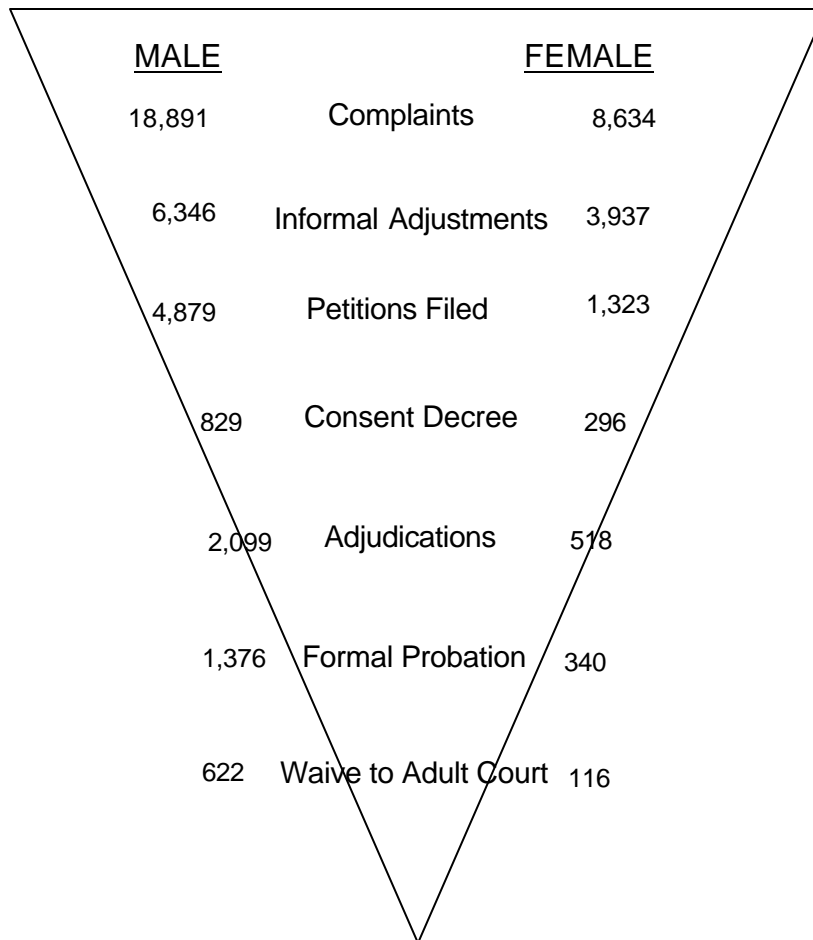 MALE FEMALE
18,891 Complaints 8,634
6,346 Informal Adjustments 3,937
4,879 Petitions Filed 1,323
829 Consent Decree 296
2,099 Adjudications 518
1,376 Formal Probation 340
622 Waive to Adult Court 116